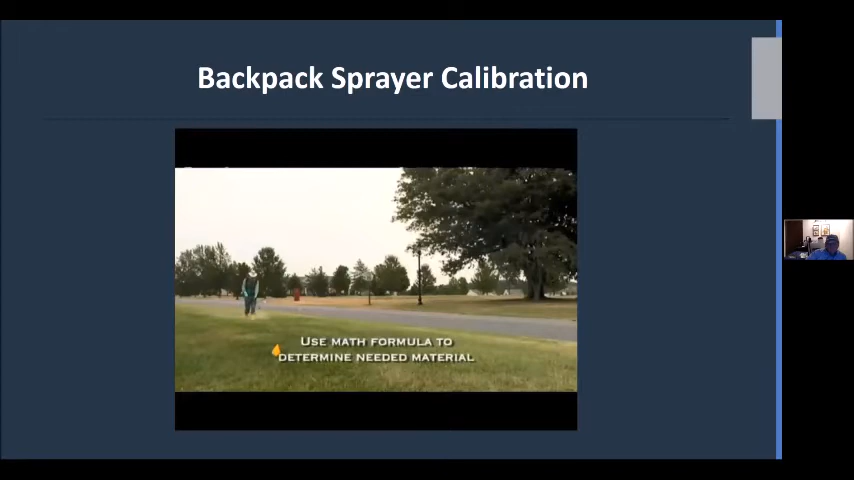 Backpack Sprayer Calibration
USE MATH FORMULA TO
DETERMINE NEEDED MATERIAL